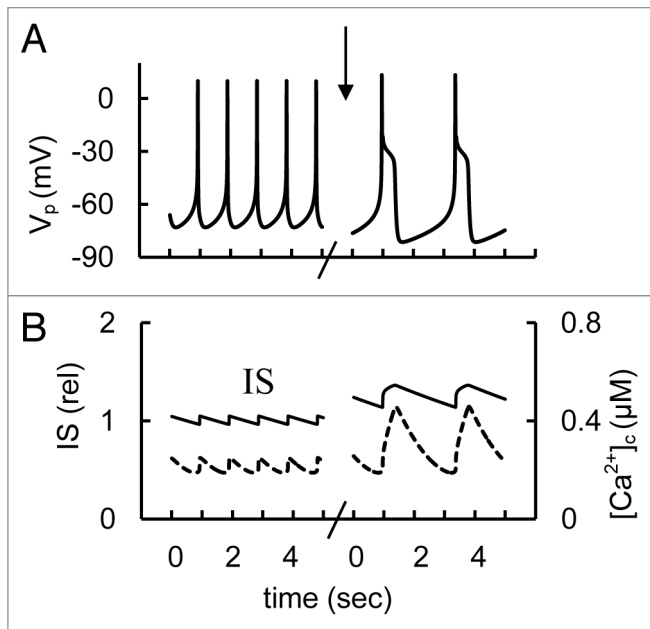 A
0
-30
-60
-90
Vp (mV)
B
2
1
0
IS (rel)
IS
0.8
0.4
0
[Ca2+]c (μM)
0 2 4 0 2 4
time (sec)